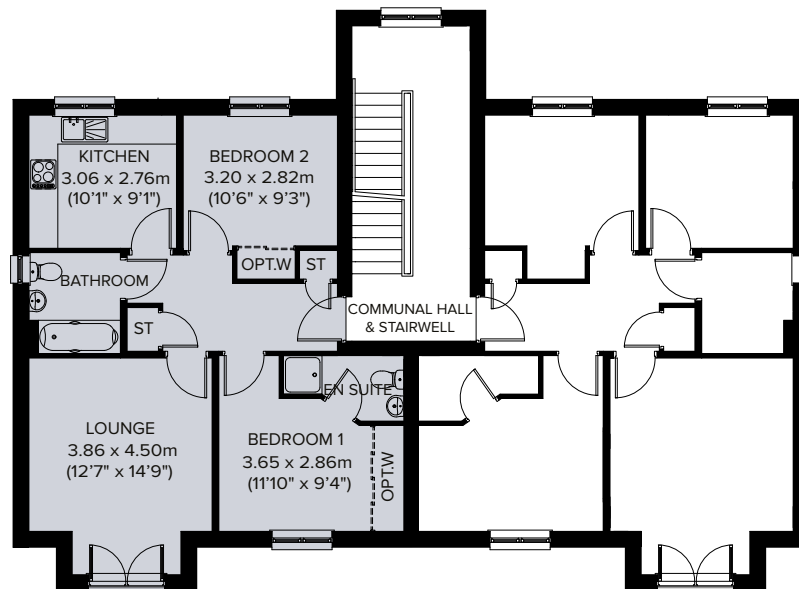 KITCHEN
3.06 x 2.76m
(10'1" x 9'1")
BEDROOM 2
3.20 x 2.82m
(10'6" x 9'3")
OPT.W
ST
BATHROOM
ST
COMMUNAL HALL
& STAIRWELL
EN SUITE
LOUNGE
3.86 x 4.50m
(12'7" x 14'9")
BEDROOM 1
3.65 x 2.86m
(11'10" x 9'4")
OPT.W